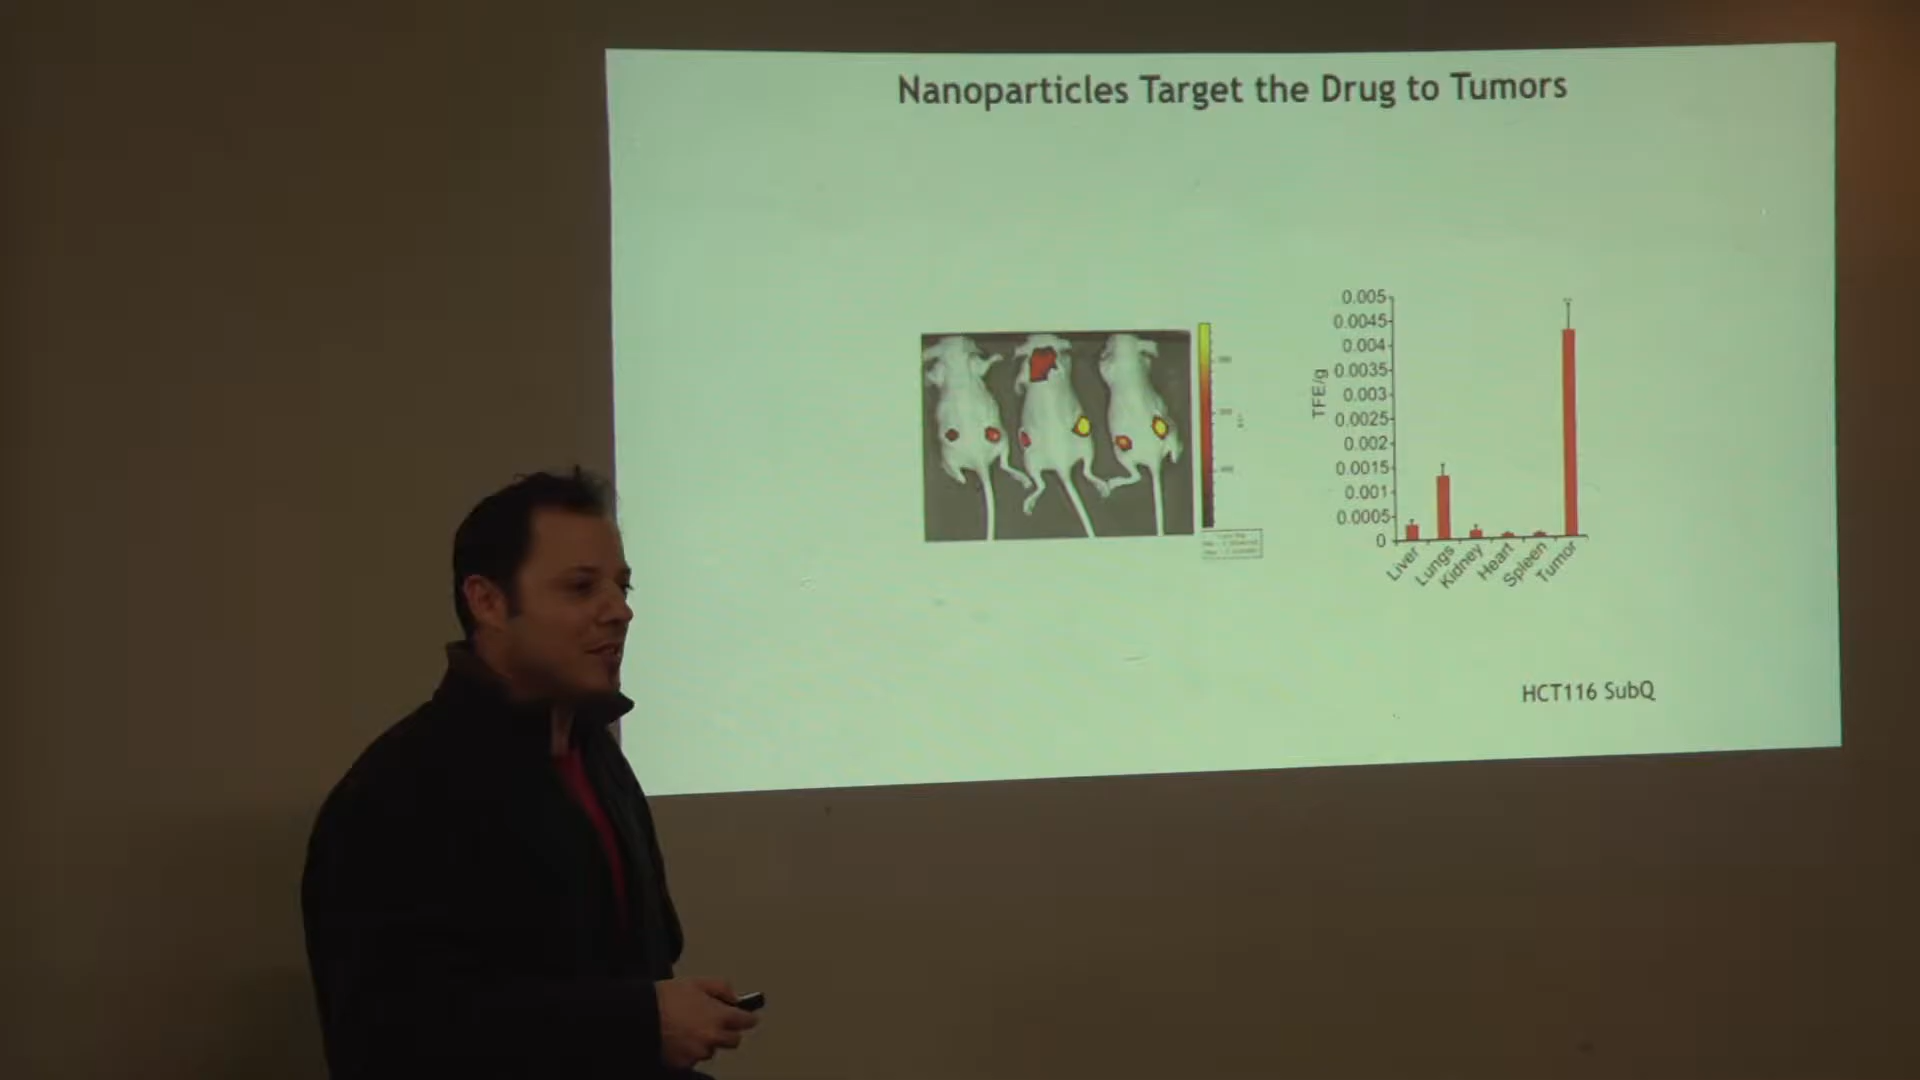 Nanoparticles Target the Drug to Tumors
TFE/g
0.005
0.0045
0.004
0.0035
0.003
0.0025
0.002
0.0015
0.001
0.0005
0
Liver
Lungs
Kidney
Heart
Spleen
Tumor
HCT116 SubQ